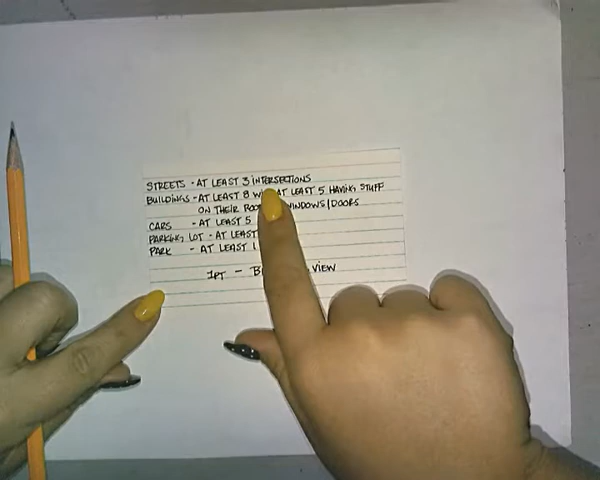 STREETS - AT LEAST 3 INTERSECTIONS
BUILDINGS - AT LEAST 8 AT LEAST 5 HAVING STUFF
ON THEIR WINDOWS/DOORS
CARS - AT LEAST 5
PARKING LOT - AT LEAST
PARK - AT LEAST 1
1PT - VIEW